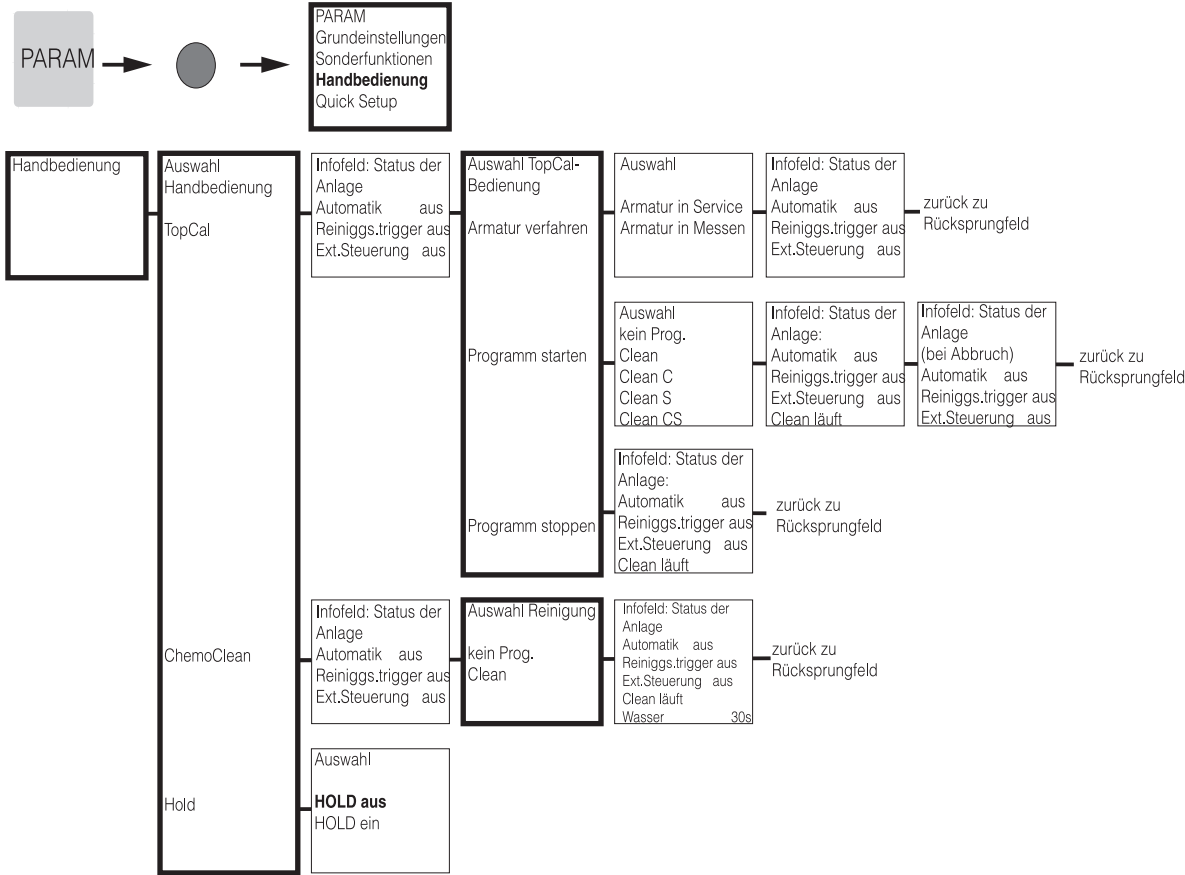 PARAM
PARAM
Grundeinstellungen
Sonderfunktionen
Handbedienung
Quick Setup
Handbedienung
Auswahl
Handbedienung
TopCal
Infofeld: Status der
Anlage
Automatik aus
Reiniggs.trigger aus
Ext.Steuerung aus
Auswahl TopCal-
Bedienung
Armatur verfahren
Auswahl
Armatur in Service
Armatur in Messen
Infofeld: Status der
Anlage
Automatik aus
Reiniggs.trigger aus
Ext.Steuerung aus
zurück zu
Rücksprungfeld
Programm starten
Auswahl
kein Prog.
Clean
Clean C
Clean S
Clean CS
Infofeld: Status der
Anlage:
Automatik aus
Reiniggs.trigger aus
Ext.Steuerung aus
Clean läuft
Infofeld: Status der
Anlage
(bei Abbruch)
Automatik aus
Reiniggs.trigger aus
Ext.Steuerung aus
zurück zu
Rücksprungfeld
Programm stoppen
Infofeld: Status der
Anlage:
Automatik aus
Reiniggs.trigger aus
Ext.Steuerung aus
Clean läuft
zurück zu
Rücksprungfeld
ChemoClean
Infofeld: Status der
Anlage
Automatik aus
Reiniggs.trigger aus
Ext.Steuerung aus
Auswahl Reinigung
kein Prog.
Clean
Infofeld: Status der
Anlage
Automatik aus
Reiniggs.trigger aus
Ext.Steuerung aus
Clean läuft
Wasser 30s
zurück zu
Rücksprungfeld
Hold
Auswahl
HOLD aus
HOLD ein